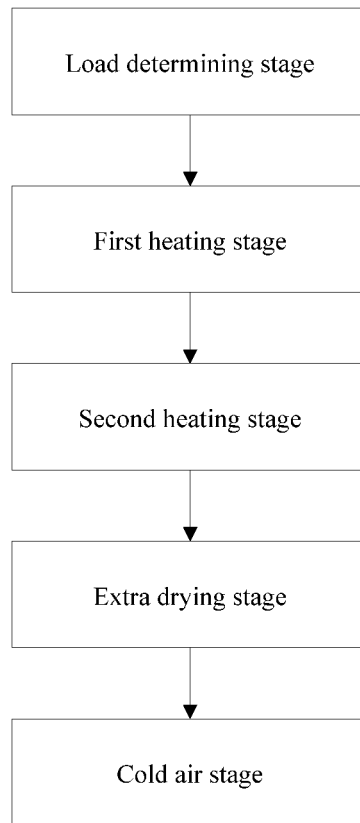 Load determining stage
First heating stage
Second heating stage
Extra drying stage
Cold air stage